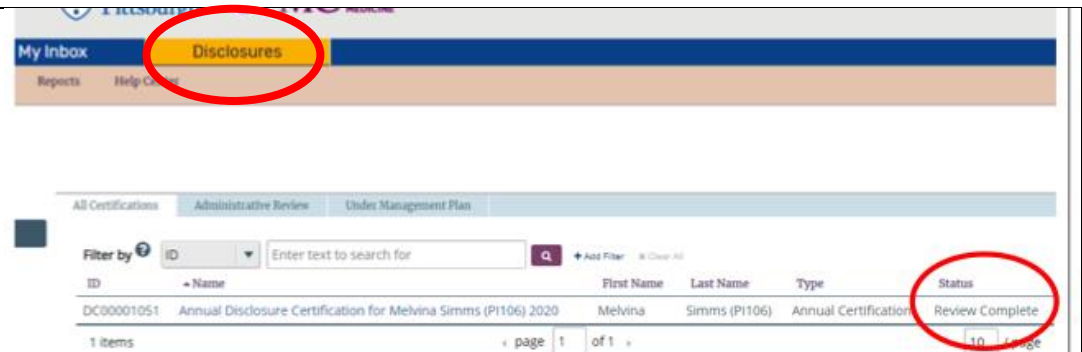 My Inbox Disclosures
Reports Help Center
All Certifications Administrative Review Under Management Plan
Filter by ? ID Enter text to search for + Add Filter Clear All
ID Name First Name Last Name Type Status
DC00001051 Annual Disclosure Certification for Melvina Simms (PI106) 2020 Melvina Simms (PI106) Annual Certification Review Complete
1 items page 1 of 1 10 / page